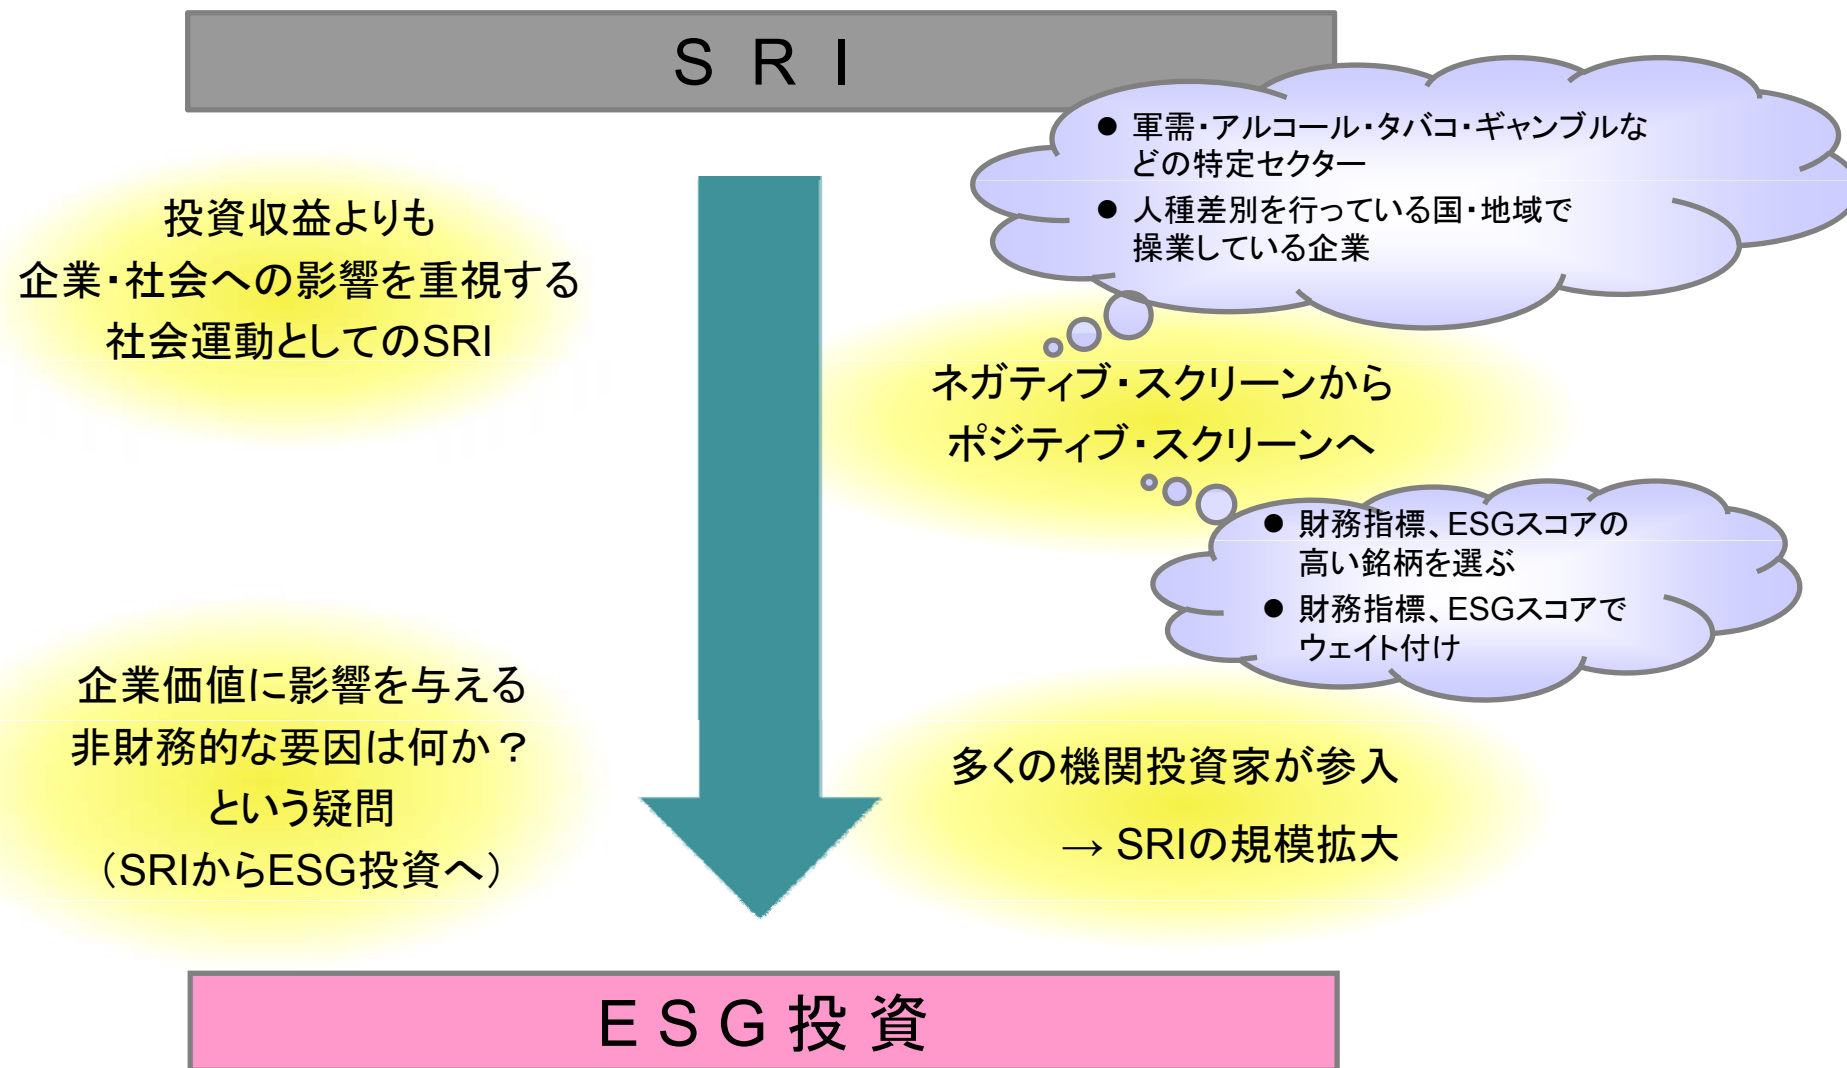 ＳＲＩ
● 軍需・アルコール・タバコ・ギャンブルな
どの特定セクター
● 人種差別を行っている国・地域で
操業している企業
投資収益よりも
企業・社会への影響を重視する
社会運動としてのSRI
ネガティブ・スクリーンから
ポジティブ・スクリーンへ
● 財務指標、ESGスコアの
高い銘柄を選ぶ
● 財務指標、ESGスコアで
ウェイト付け
企業価値に影響を与える
非財務的な要因は何か？
という疑問
（SRIからESG投資へ）
多くの機関投資家が参入
→ SRIの規模拡大
ＥＳＧ投資